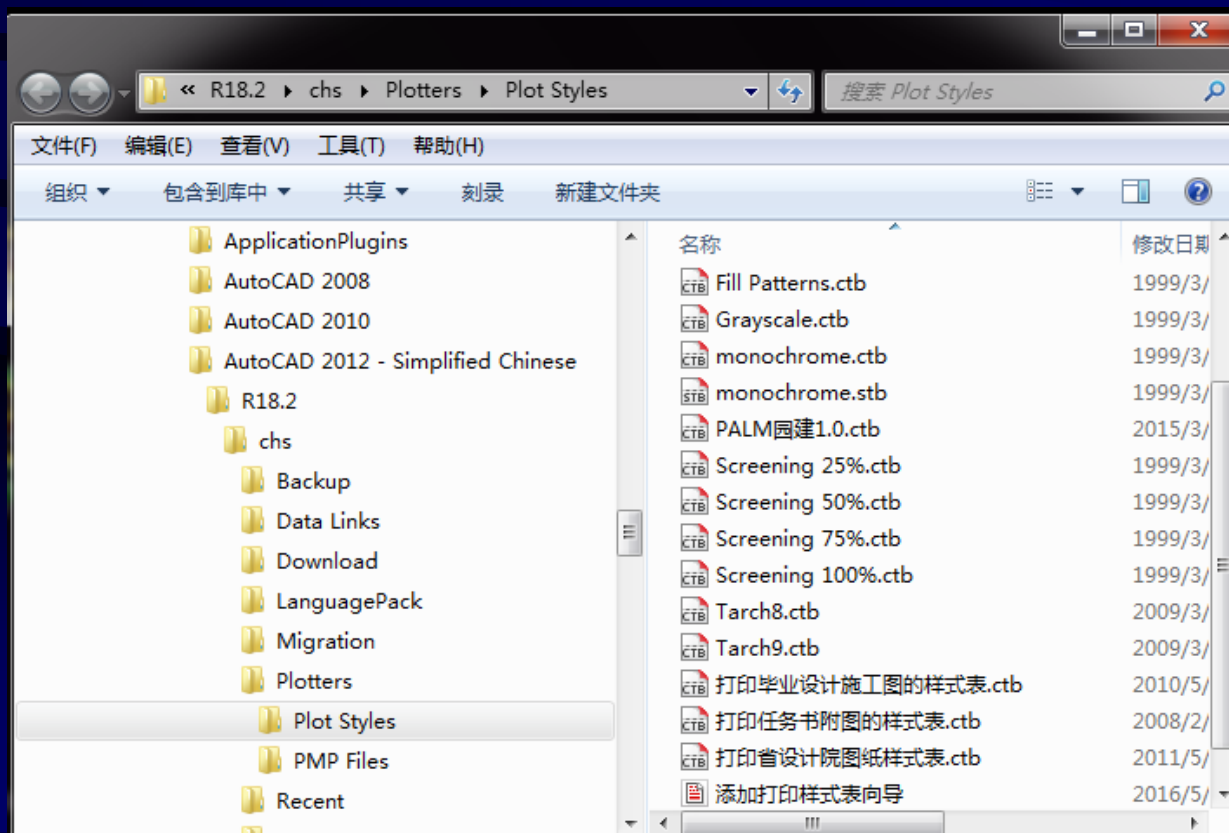 « R18.2 ▸ chs ▸ Plotters ▸ Plot Styles
搜索 Plot Styles
文件(F) 编辑(E) 查看(V) 工具(T) 帮助(H)
组织 包含到库中 共享 刻录 新建文件夹
ApplicationPlugins
AutoCAD 2008
AutoCAD 2010
AutoCAD 2012 - Simplified Chinese
R18.2
chs
Backup
Data Links
Download
LanguagePack
Migration
Plotters
Plot Styles
PMP Files
Recent
名称 修改日期
Fill Patterns.ctb 1999/3/
Grayscale.ctb 1999/3/
monochrome.ctb 1999/3/
monochrome.stb 1999/3/
PALM园建1.0.ctb 2015/3/
Screening 25%.ctb 1999/3/
Screening 50%.ctb 1999/3/
Screening 75%.ctb 1999/3/
Screening 100%.ctb 1999/3/
Tarch8.ctb 2009/3/
Tarch9.ctb 2009/3/
打印毕业设计施工图的样式表.ctb 2010/5/
打印任务书附图的样式表.ctb 2008/2/
打印省设计院图纸样式表.ctb 2011/5/
添加打印样式表向导 2016/5/